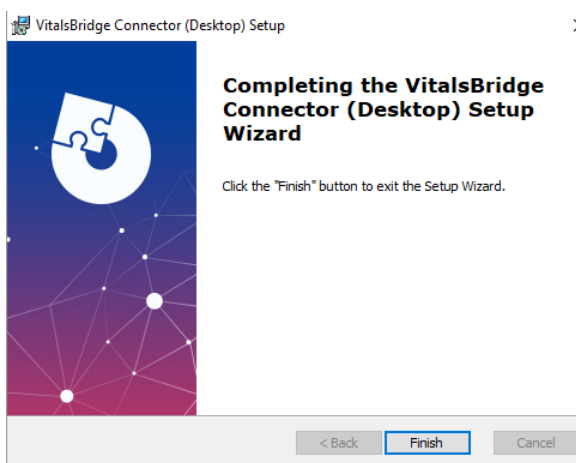 VitalsBridge Connector (Desktop) Setup
Completing the VitalsBridge
Connector (Desktop) Setup
Wizard
Click the "Finish" button to exit the Setup Wizard.
< Back
Finish
Cancel